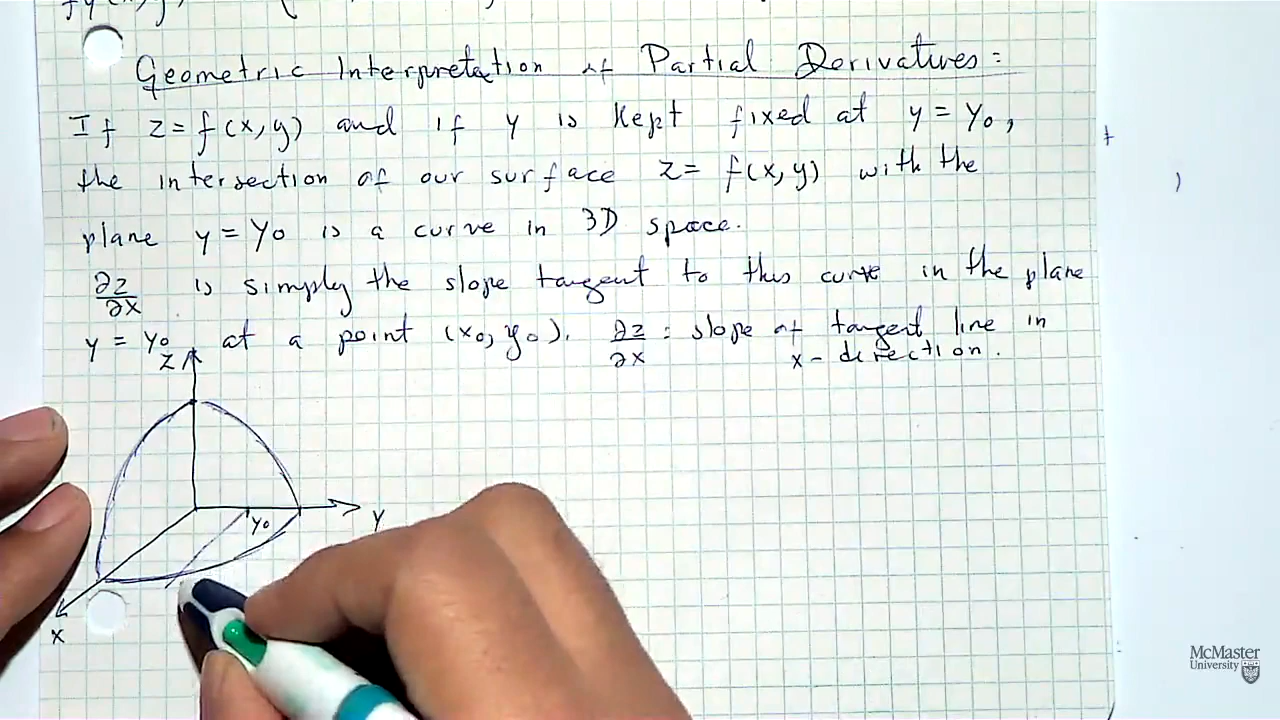 Geometric Interpretation of Partial Derivatives:
If z = f(x,y) and if y is kept fixed at y = y₀,
the intersection of our surface z = f(x,y) with the
plane y = y₀ is a curve in 3D space.
∂z/∂x is simply the slope tangent to this curve in the plane
y = y₀ at a point (x₀, y₀). ∂z/∂x : slope of tangent line in
x - direction.
z
y₀
y
x
McMaster
University